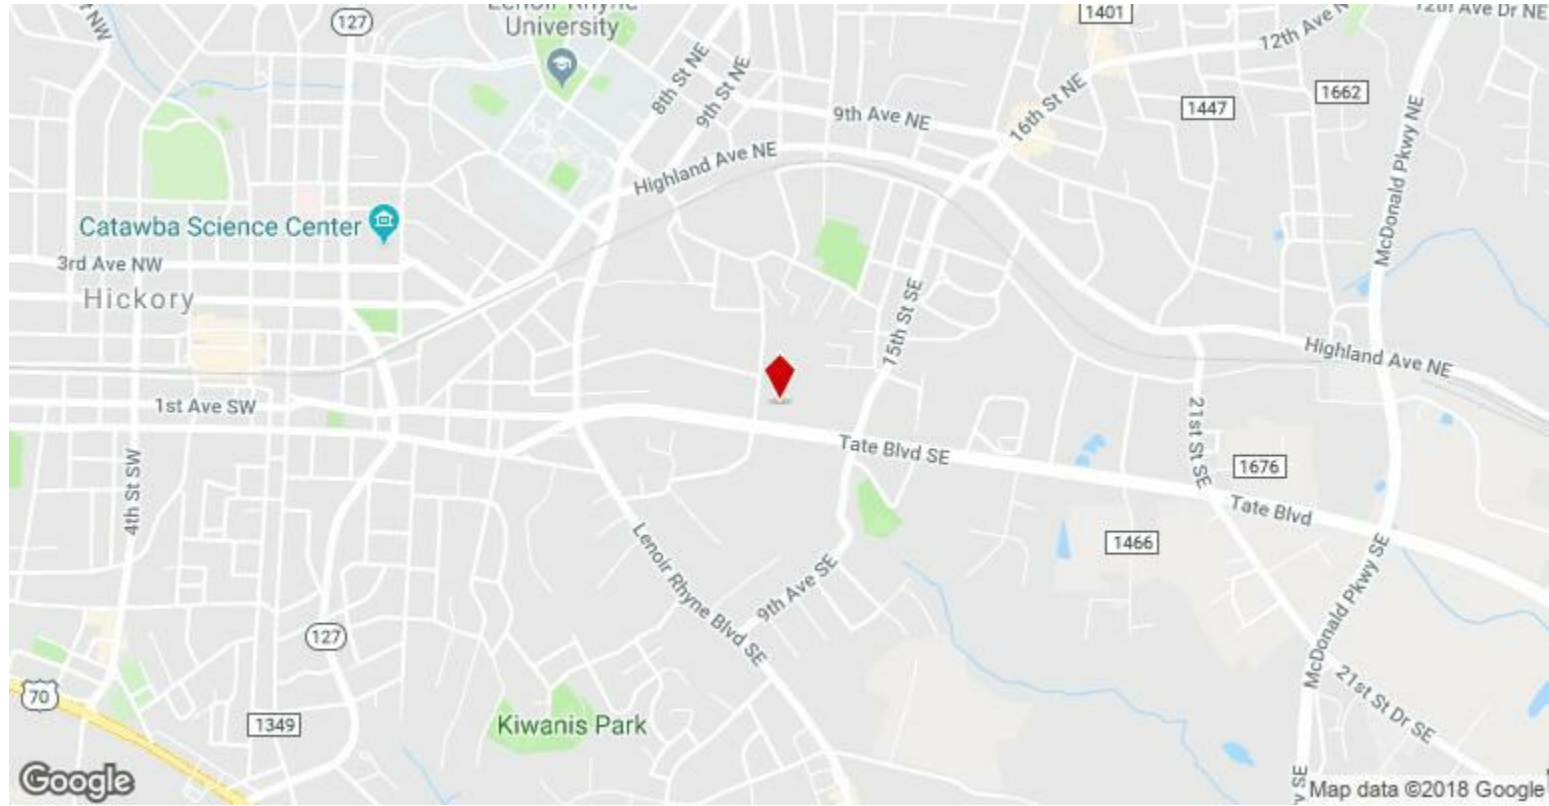 NW
127
Lenoir Rhyne
University
8th St NE
9th St NE
9th Ave NE
16th St NE
1401
12th Ave N
12th Ave Dr NE
1447
1662
McDonald Pkwy NE
Highland Ave NE
Catawba Science Center
3rd Ave NW
Hickory
15th St SE
Highland Ave NE
1st Ave SW
4th St SW
Tate Blvd SE
21st St SE
1676
Tate Blvd
1466
Lenoir Rhyne Blvd SE
9th Ave SE
McDonald Pkwy SE
127
70
1349
Kiwanis Park
21st St Dr SE
y SE
Google
Map data ©2018 Google